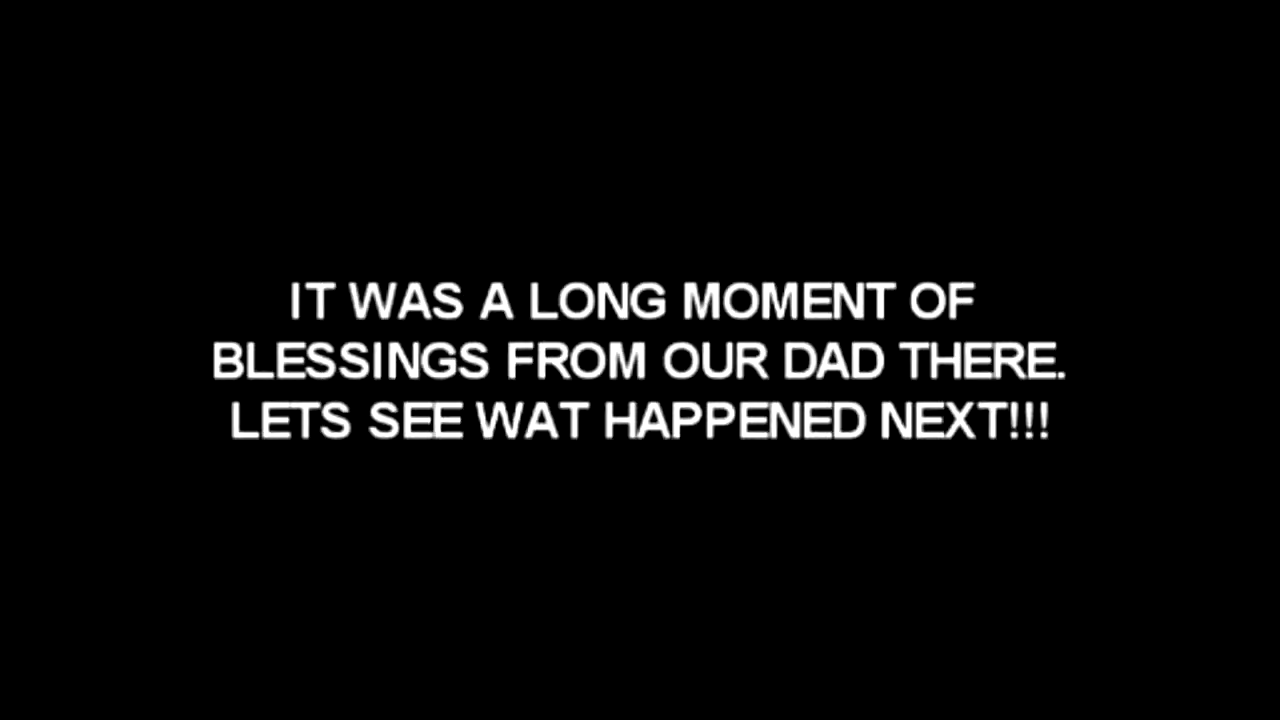 IT WAS A LONG MOMENT OF
BLESSINGS FROM OUR DAD THERE.
LETS SEE WAT HAPPENED NEXT!!!